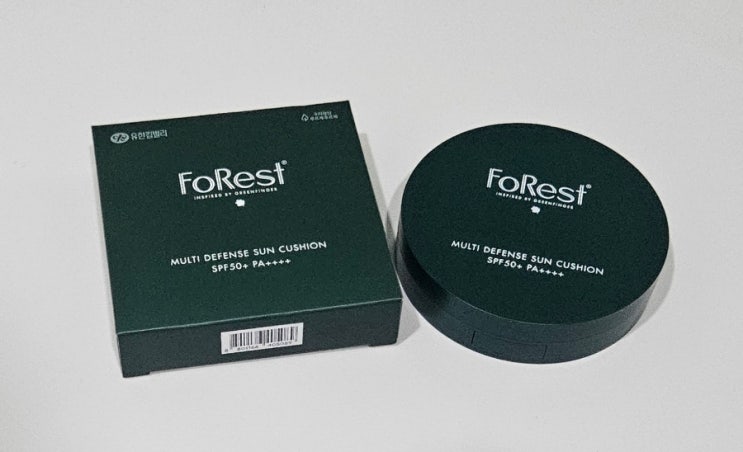 유한킴벌리
FoRest®
INSPIRED BY GREENFINGER
MULTI DEFENSE SUN CUSHION
SPF50+ PA++++
FoRest®
INSPIRED BY GREENFINGER
MULTI DEFENSE SUN CUSHION
SPF50+ PA++++